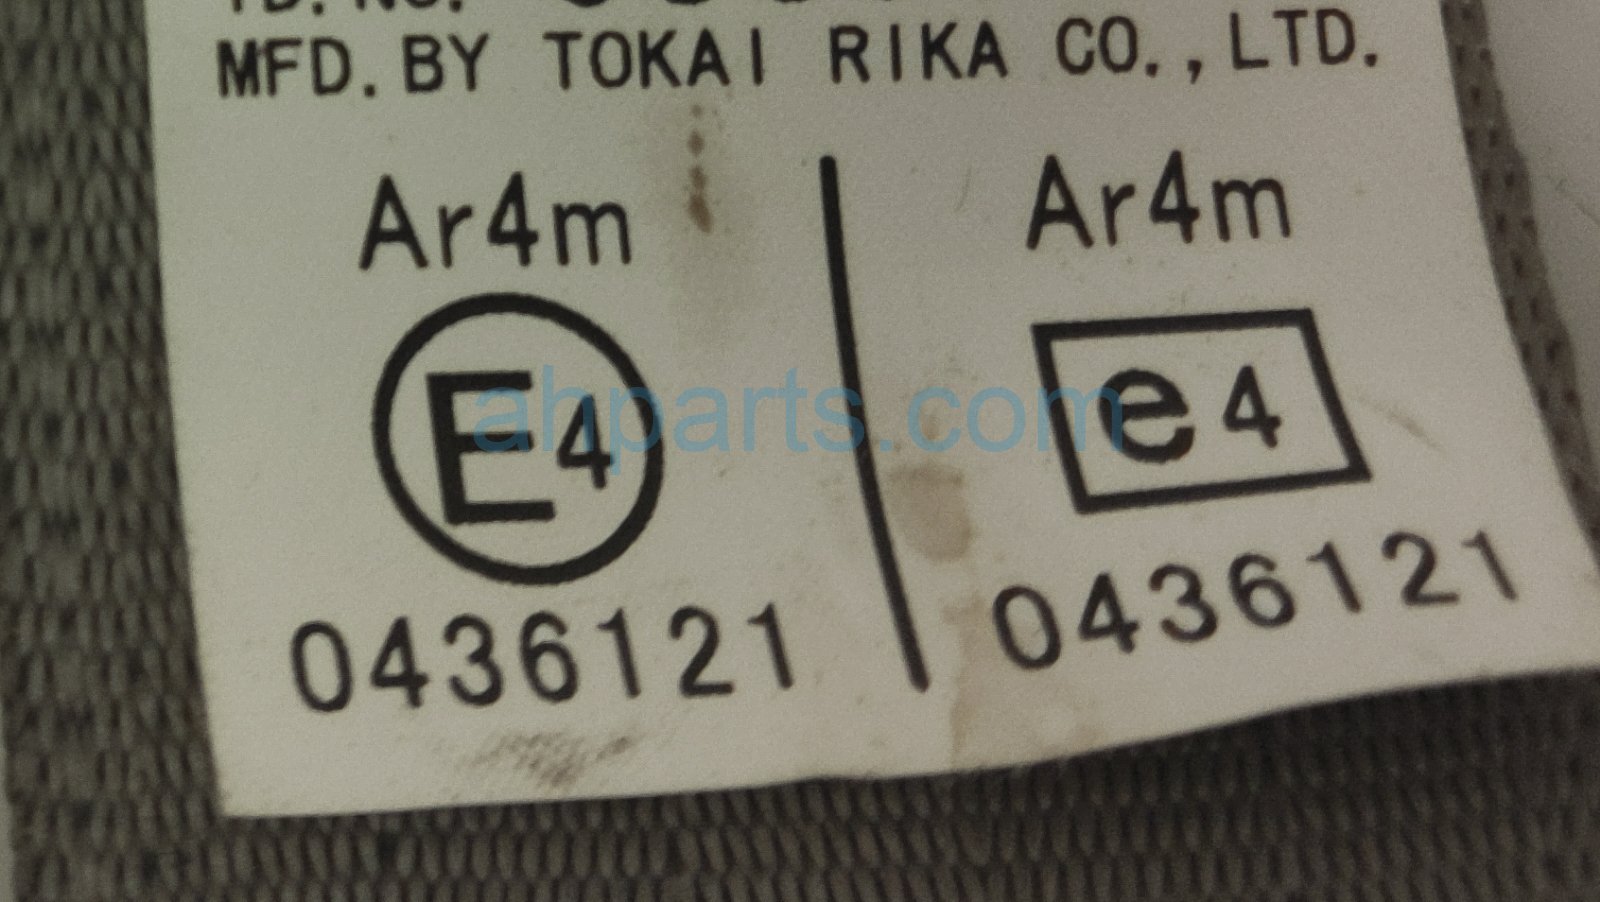 MFD. BY TOKAI RIKA CO., LTD.
Ar4m
E4
0436121
Ar4m
e4
0436121
ahparts.com